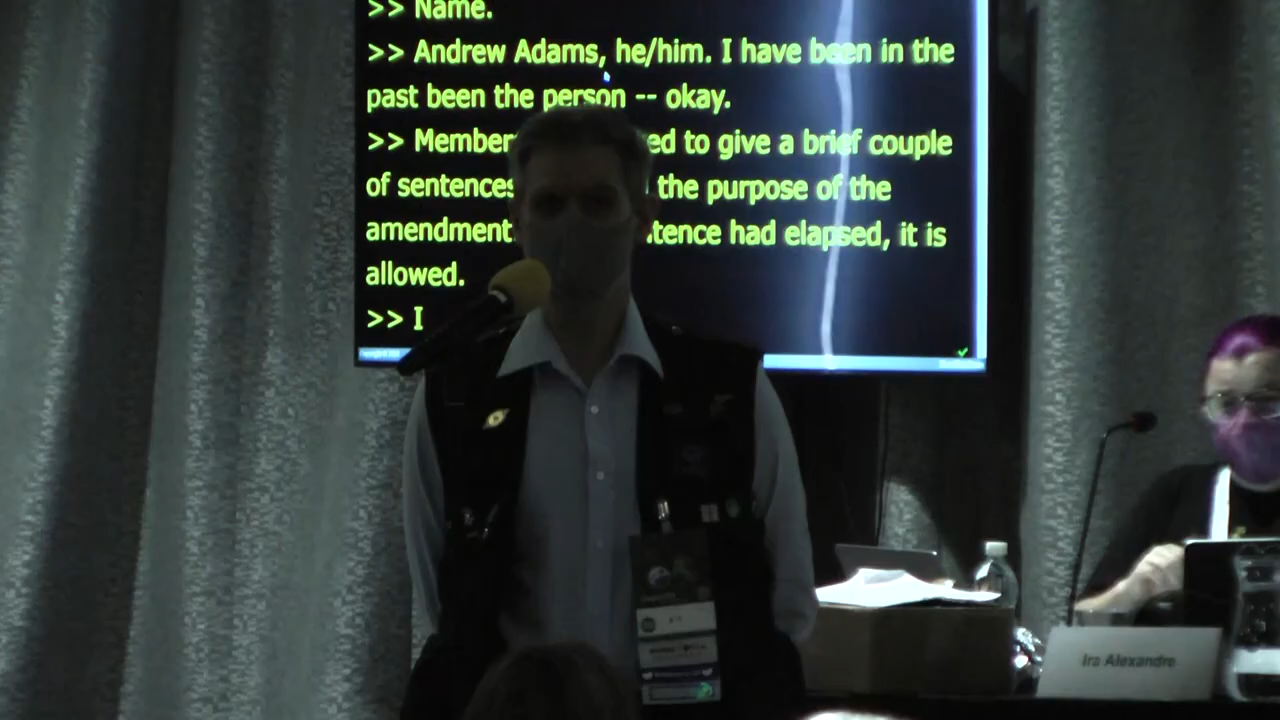 >> Name.
>> Andrew Adams, he/him. I have been in the
past been the person -- okay.
>> Member ed to give a brief couple
of sentences the purpose of the
amendment. tence had elapsed, it is
allowed.
>> I
Ira Alexandre